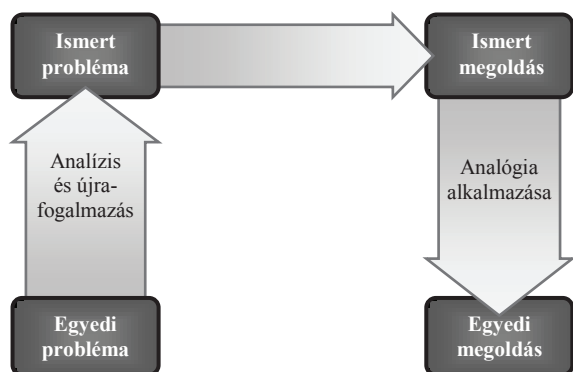 Ismert
probléma
Ismert
megoldás
Analízis
és újra-
fogalmazás
Analógia
alkalmazása
Egyedi
probléma
Egyedi
megoldás